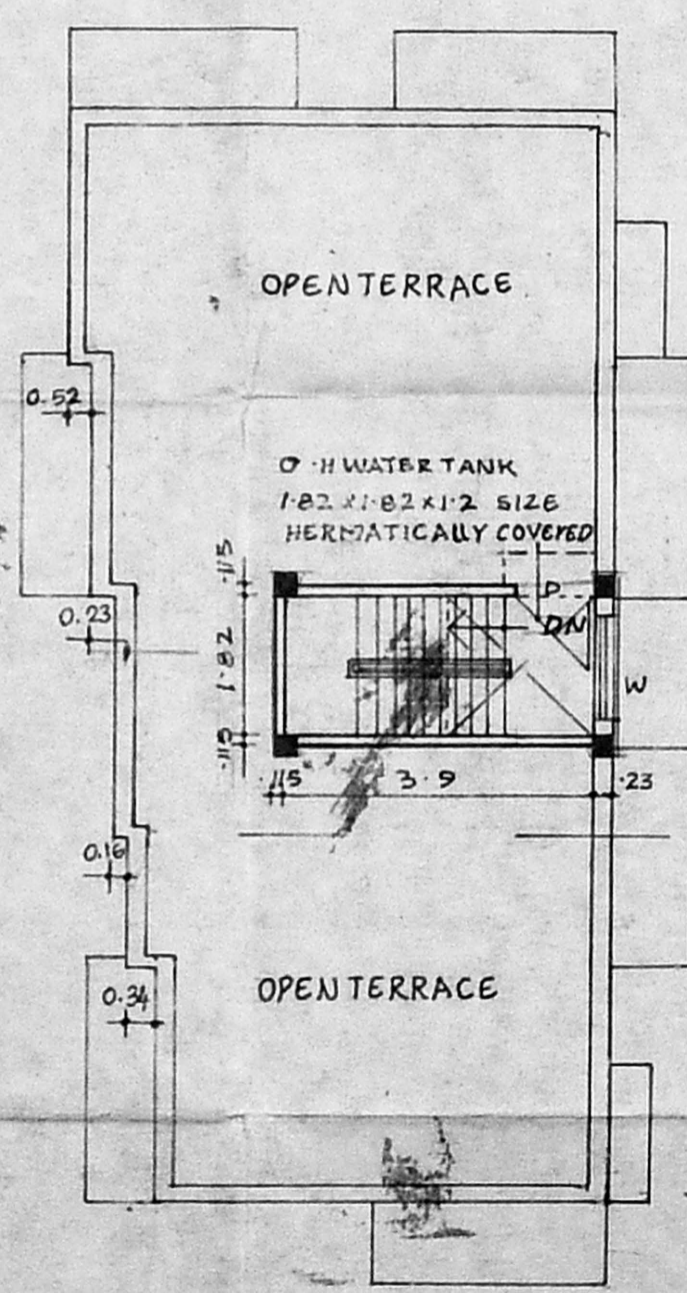 OPEN TERRACE
0.52
O.H WATER TANK
1.82 x 1.82 x 1.2 SIZE
HERMATICALLY COVERED
.115
D
0.23
DN
1.82
W
.115
.115
3.9
.23
0.16
OPEN TERRACE
0.34